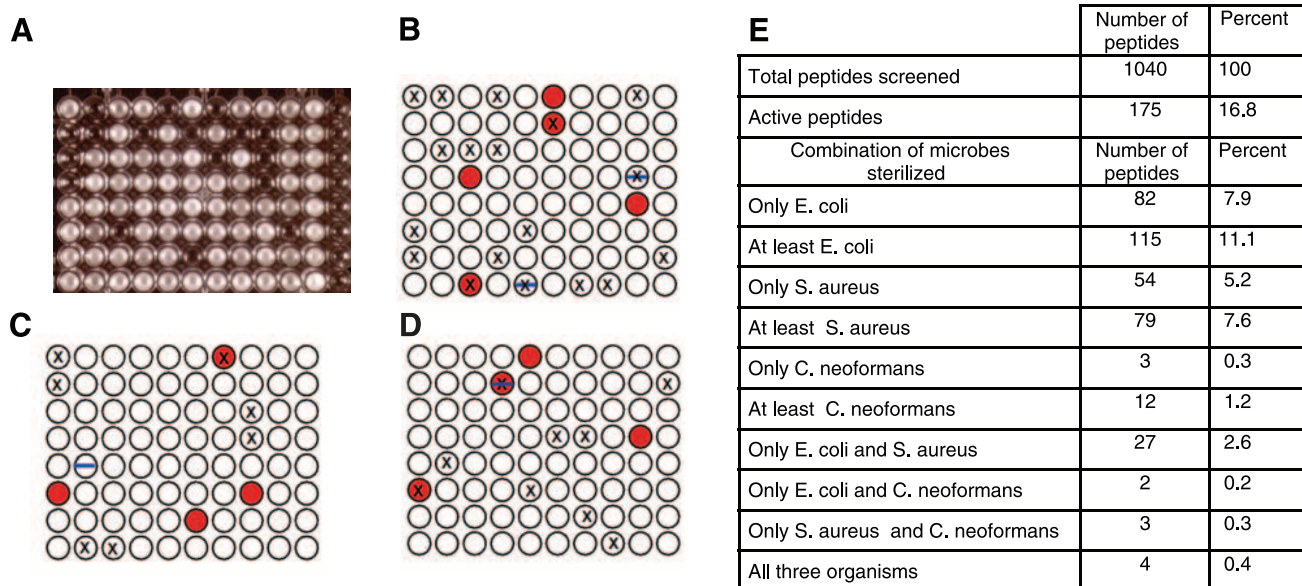 A
B
C
D
E
Number of peptides Percent
Total peptides screened 1040 100
Active peptides 175 16.8
Combination of microbes sterilized Number of peptides Percent
Only E. coli 82 7.9
At least E. coli 115 11.1
Only S. aureus 54 5.2
At least S. aureus 79 7.6
Only C. neoformans 3 0.3
At least C. neoformans 12 1.2
Only E. coli and S. aureus 27 2.6
Only E. coli and C. neoformans 2 0.2
Only S. aureus and C. neoformans 3 0.3
All three organisms 4 0.4